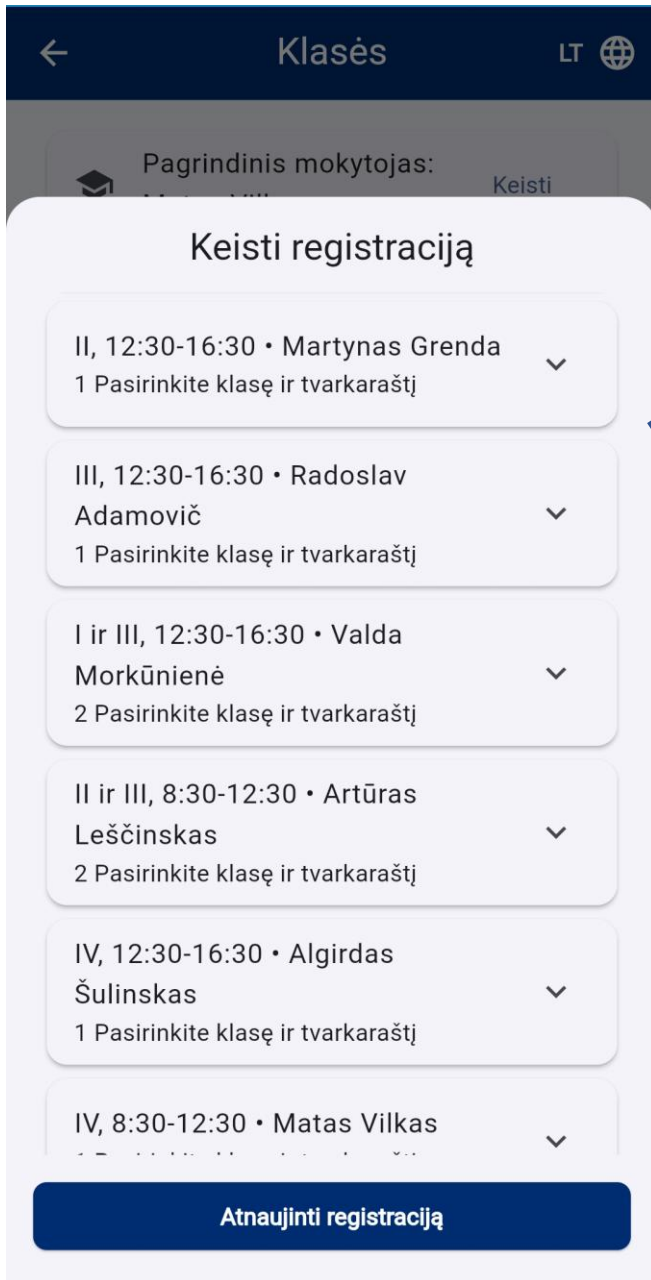 Klasės
LT
Pagrindinis mokytojas:
Keisti
Keisti registraciją
II, 12:30-16:30 • Martynas Grenda
1 Pasirinkite klasę ir tvarkaraštį
III, 12:30-16:30 • Radoslav
Adamovič
1 Pasirinkite klasę ir tvarkaraštį
I ir III, 12:30-16:30 • Valda
Morkūnienė
2 Pasirinkite klasę ir tvarkaraštį
II ir III, 8:30-12:30 • Artūras
Leščinskas
2 Pasirinkite klasę ir tvarkaraštį
IV, 12:30-16:30 • Algirdas
Šulinskas
1 Pasirinkite klasę ir tvarkaraštį
IV, 8:30-12:30 • Matas Vilkas
Atnaujinti registraciją